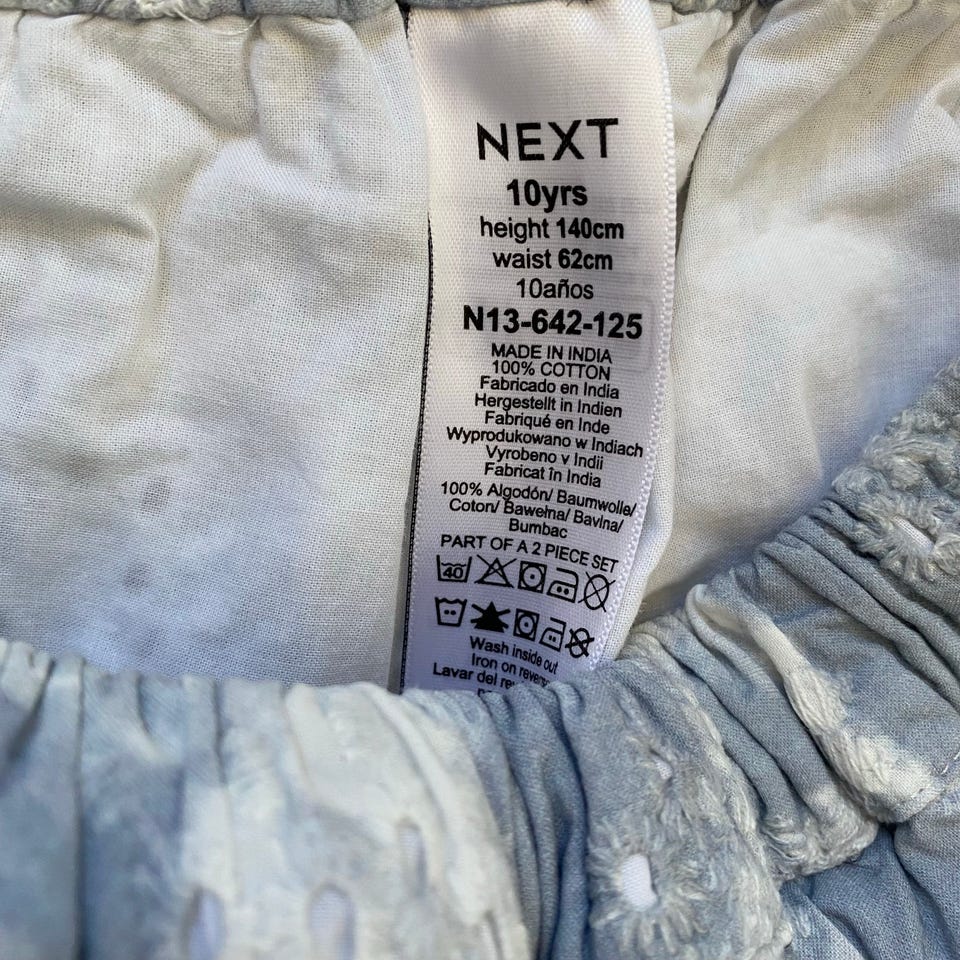 NEXT
10yrs
height 140cm
waist 62cm
10años
N13-642-125
MADE IN INDIA
100% COTTON
Fabricado en India
Hergestellt in Indien
Fabriqué en Inde
Wyprodukowano w Indiach
Vyrobeno v Indii
Fabricat în India
100% Algodón/ Baumwolle/
Coton/ Bawełna/ Bavlna/
Bumbac
PART OF A 2 PIECE SET
40
Wash inside out
Iron on
Lavar del